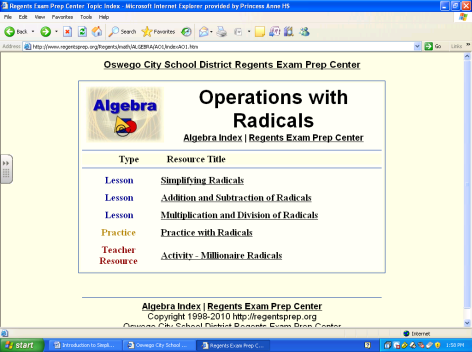 Regents Exam Prep Center Topic Index - Microsoft Internet Explorer provided by Princess Anne HS
File Edit View Favorites Tools Help
Back Search Favorites
Address http://www.regentsprep.org/Regents/math/ALGEBRA/AO1/indexAO1.htm Go Links
Oswego City School District Regents Exam Prep Center
Algebra
Operations with
Radicals
Algebra Index | Regents Exam Prep Center
Type Resource Title
Lesson Simplifying Radicals
Lesson Addition and Subtraction of Radicals
Lesson Multiplication and Division of Radicals
Practice Practice with Radicals
Teacher
Resource Activity - Millionaire Radicals
Algebra Index | Regents Exam Prep Center
Copyright 1998-2010 http://regentsprep.org
Oswego City School District Regents Exam Prep Center
Internet
start Introduction to Simpli... Oswego City School ... Regents Exam Prep C... 1:58 PM